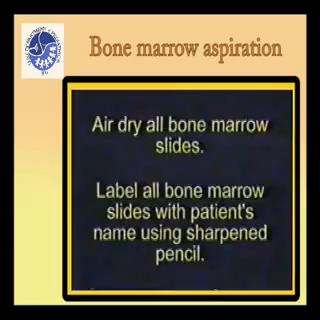 Bone marrow aspiration
Air dry all bone marrow
slides.
Label all bone marrow
slides with patient's
name using sharpened
pencil.